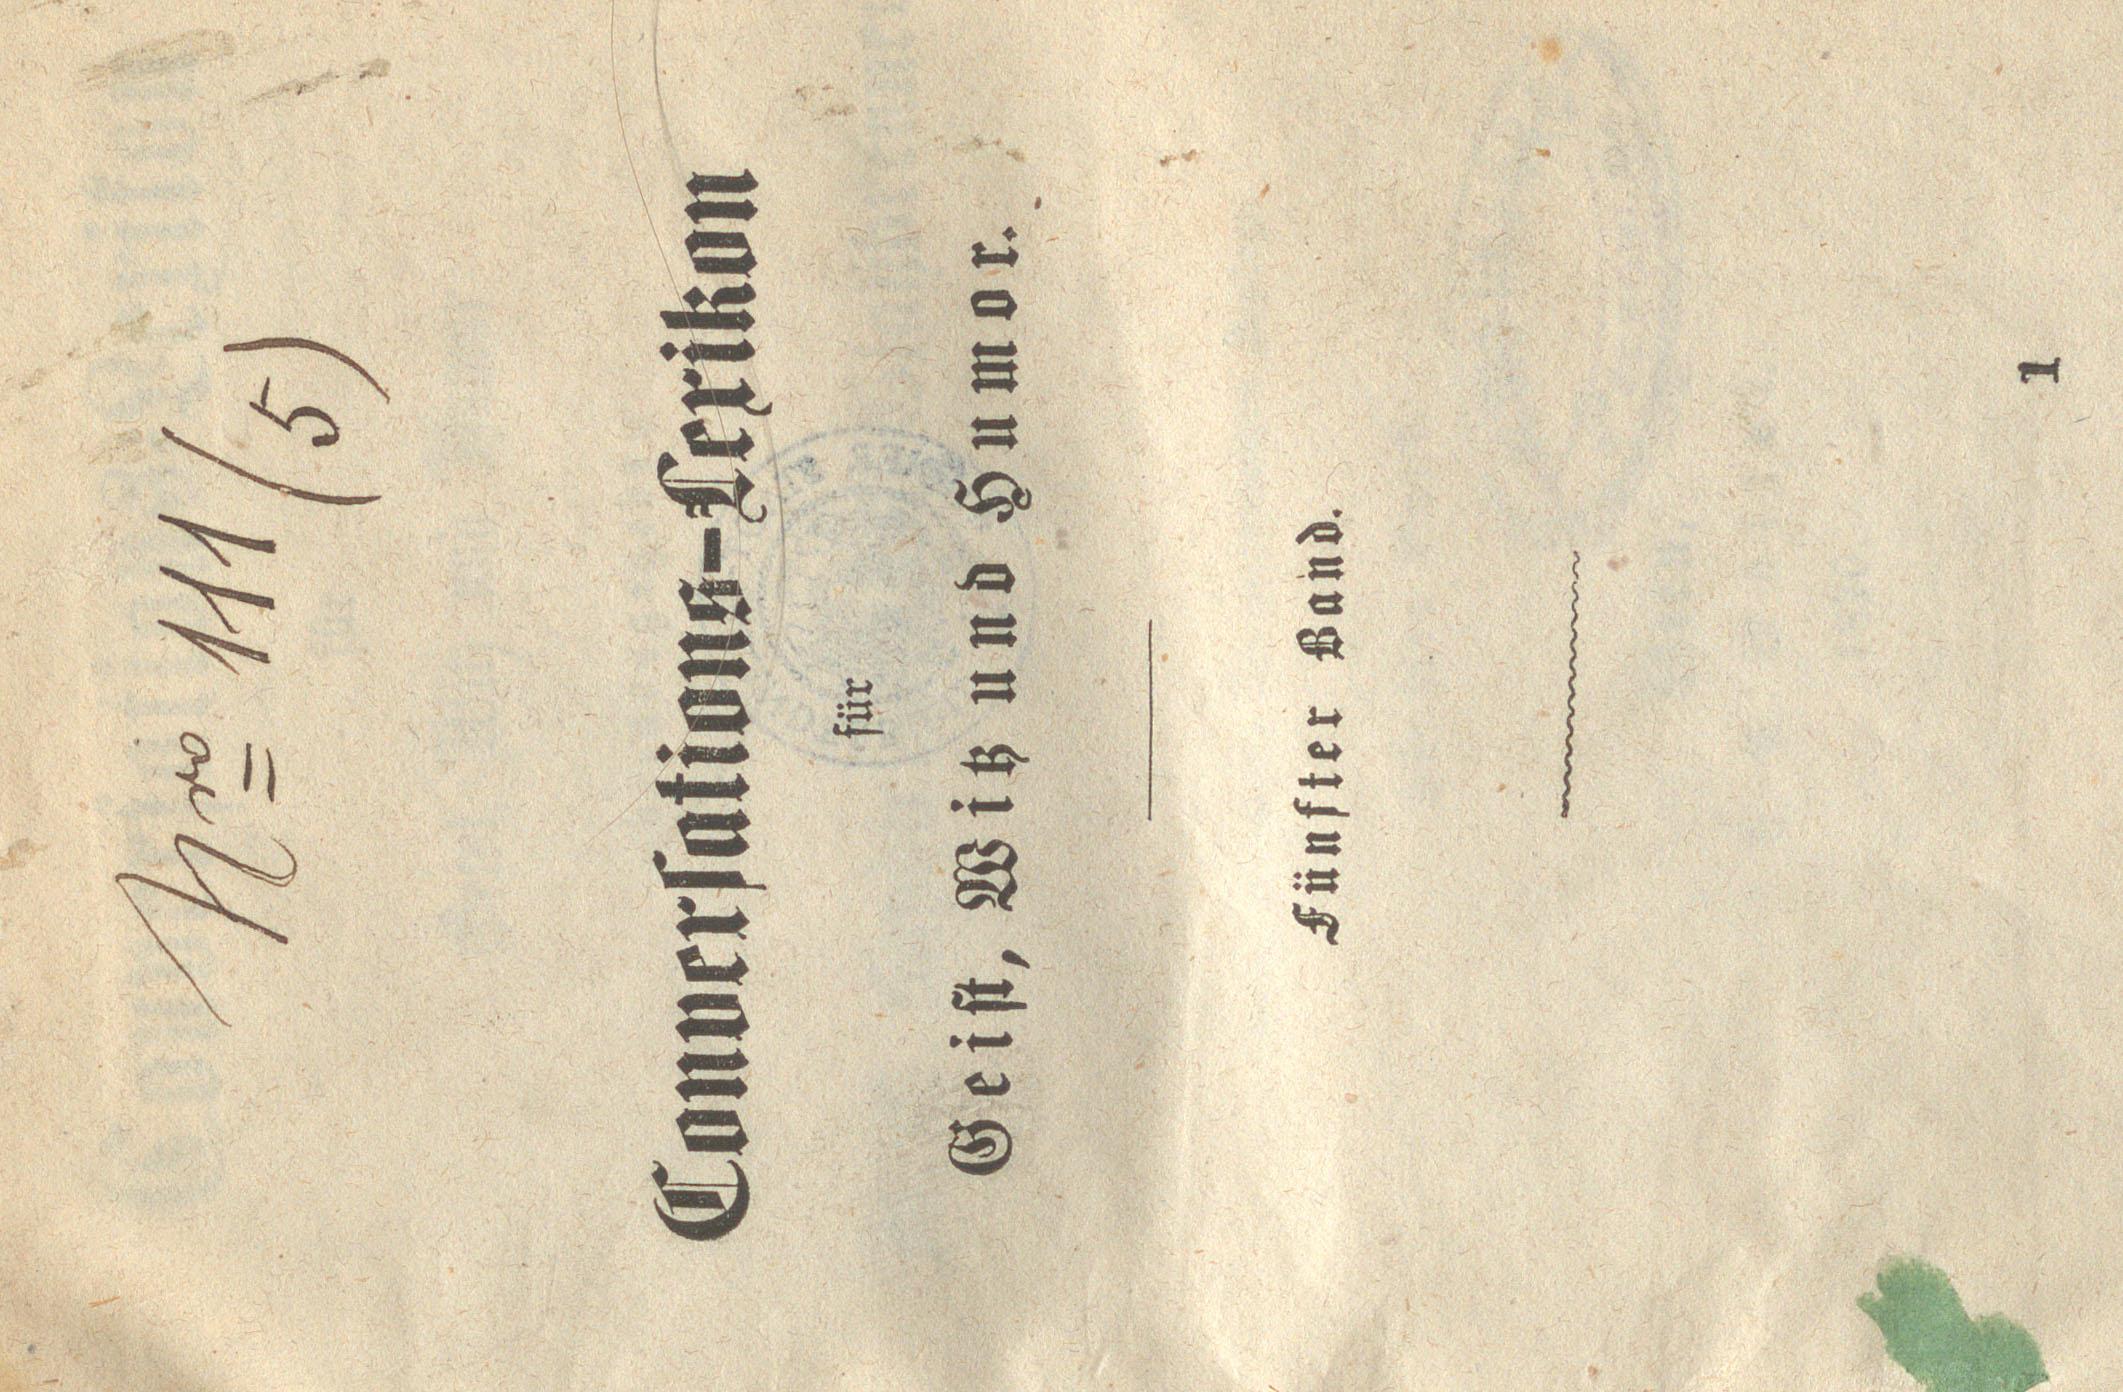 Nro 111 (5)
Converſations-Lexikon
für
Geiſt, Witz und Humor.
Fünfter Band.
1